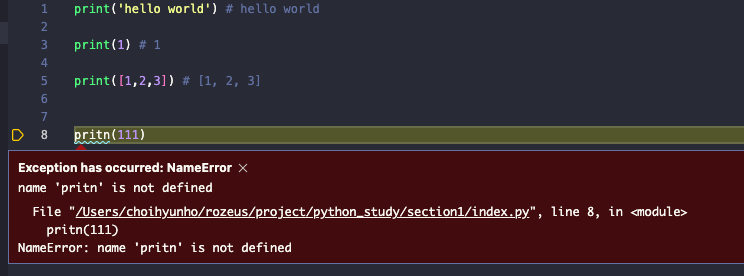 1 print('hello world') # hello world
2
3 print(1) # 1
4
5 print([1,2,3]) # [1, 2, 3]
6
7
8 pritn(111)
Exception has occurred: NameError ×
name 'pritn' is not defined
File "/Users/choihyunho/rozeus/project/python_study/section1/index.py", line 8, in <module>
pritn(111)
NameError: name 'pritn' is not defined